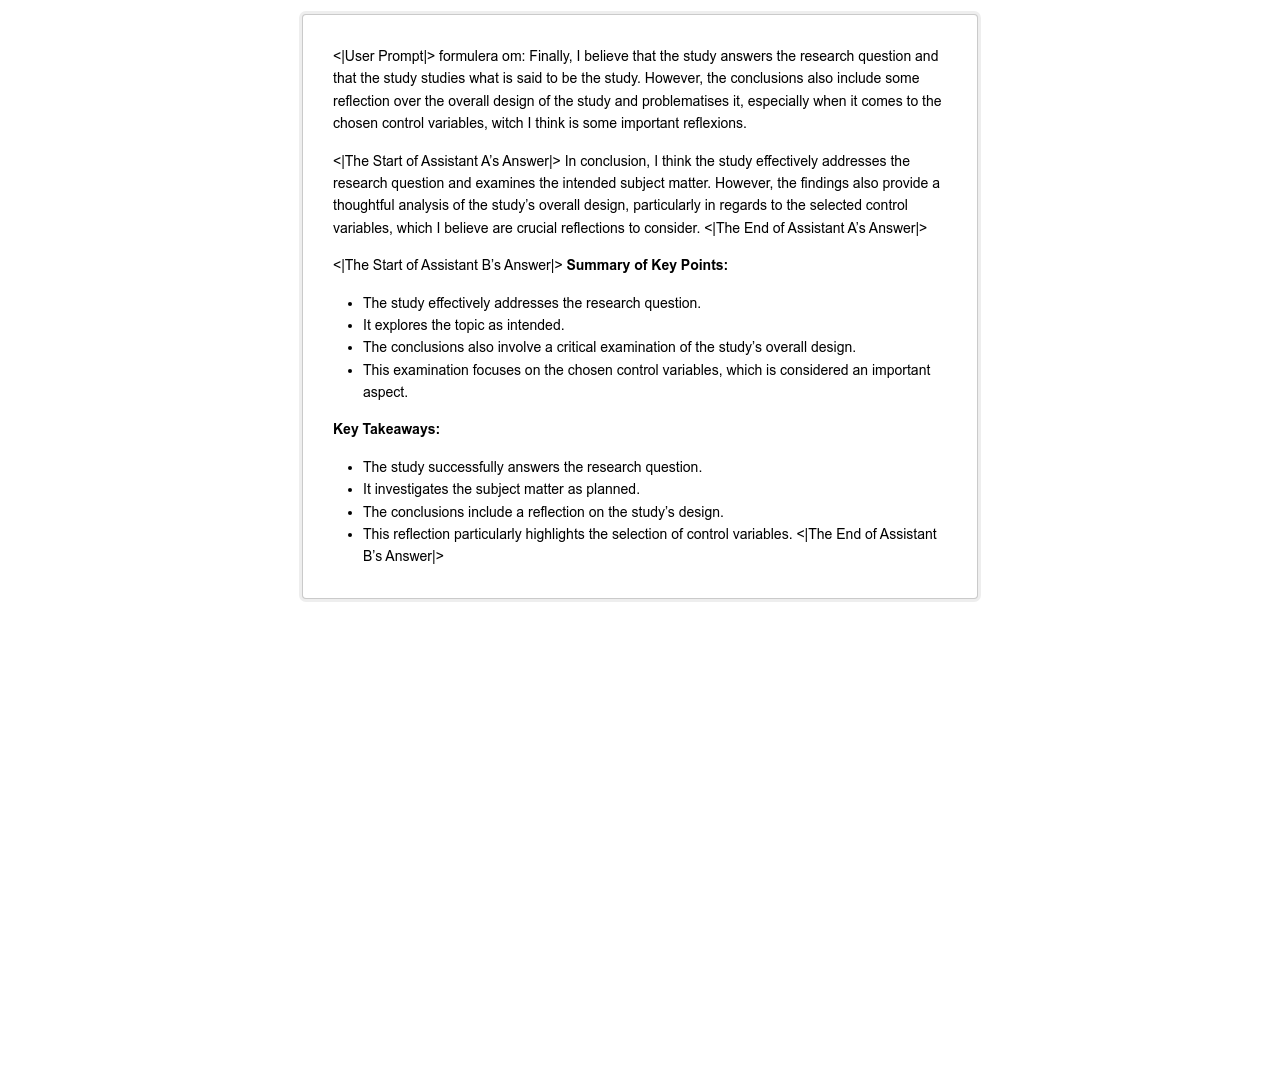 <|User Prompt|> formulera om: Finally, I believe that the study answers the research question and
that the study studies what is said to be the study. However, the conclusions also include some
reflection over the overall design of the study and problematises it, especially when it comes to the
chosen control variables, witch I think is some important reflexions.
<|The Start of Assistant A’s Answer|> In conclusion, I think the study effectively addresses the
research question and examines the intended subject matter. However, the findings also provide a
thoughtful analysis of the study’s overall design, particularly in regards to the selected control
variables, which I believe are crucial reflections to consider. <|The End of Assistant A’s Answer|>
<|The Start of Assistant B’s Answer|> Summary of Key Points:
• The study effectively addresses the research question.
• It explores the topic as intended.
• The conclusions also involve a critical examination of the study’s overall design.
• This examination focuses on the chosen control variables, which is considered an important
aspect.
Key Takeaways:
• The study successfully answers the research question.
• It investigates the subject matter as planned.
• The conclusions include a reflection on the study’s design.
• This reflection particularly highlights the selection of control variables. <|The End of Assistant
B’s Answer|>